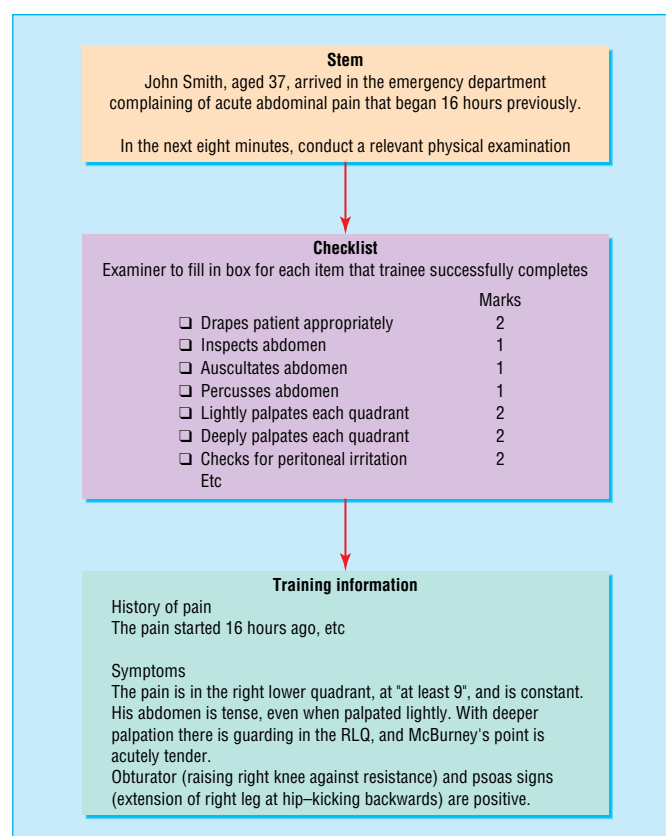 Stem
John Smith, aged 37, arrived in the emergency department
complaining of acute abdominal pain that began 16 hours previously.
In the next eight minutes, conduct a relevant physical examination
Checklist
Examiner to fill in box for each item that trainee successfully completes
Marks
❑ Drapes patient appropriately 2
❑ Inspects abdomen 1
❑ Auscultates abdomen 1
❑ Percusses abdomen 1
❑ Lightly palpates each quadrant 2
❑ Deeply palpates each quadrant 2
❑ Checks for peritoneal irritation 2
Etc
Training information
History of pain
The pain started 16 hours ago, etc
Symptoms
The pain is in the right lower quadrant, at "at least 9", and is constant.
His abdomen is tense, even when palpated lightly. With deeper
palpation there is guarding in the RLQ, and McBurney's point is
acutely tender.
Obturator (raising right knee against resistance) and psoas signs
(extension of right leg at hip–kicking backwards) are positive.